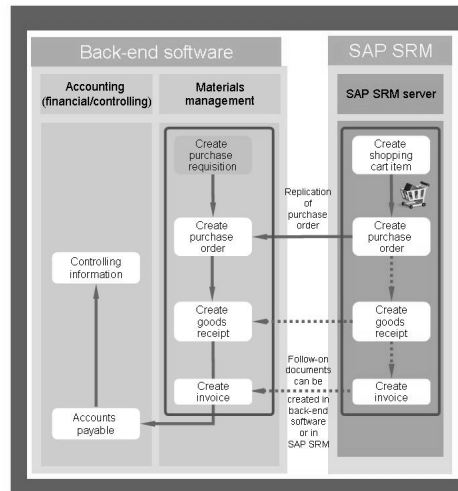 Back-end software
SAP SRM
Accounting
(financial/controlling)
Materials
management
SAP SRM server
Create
purchase
requisition
Create
shopping
cart item
Replication
of
purchase
order
Create
purchase
order
Create
purchase
order
Controlling
information
Create
goods
receipt
Create
goods
receipt
Follow-on
documents
can be
created in
back-end
software
or in
SAP SRM
Create
invoice
Create
invoice
Accounts
payable